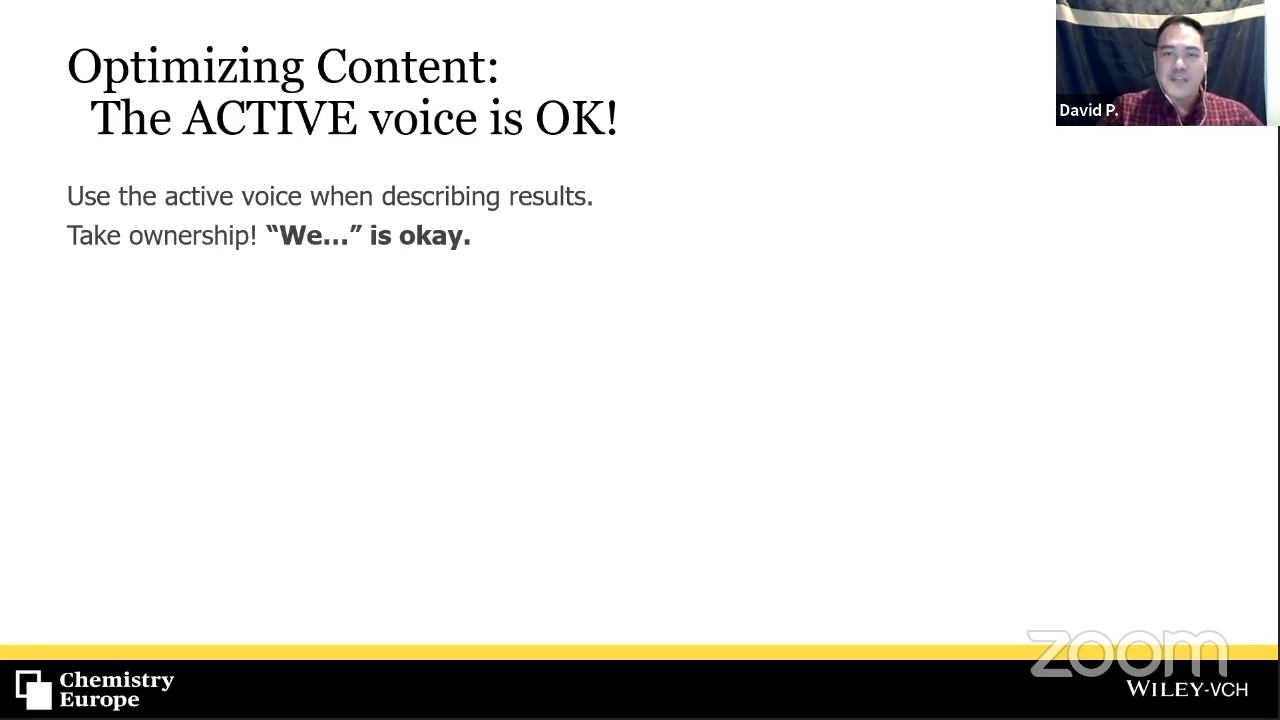 Optimizing Content:
The ACTIVE voice is OK!
David P.
Use the active voice when describing results.
Take ownership! “We...” is okay.
zoom
Chemistry
Europe
WILEY-VCH